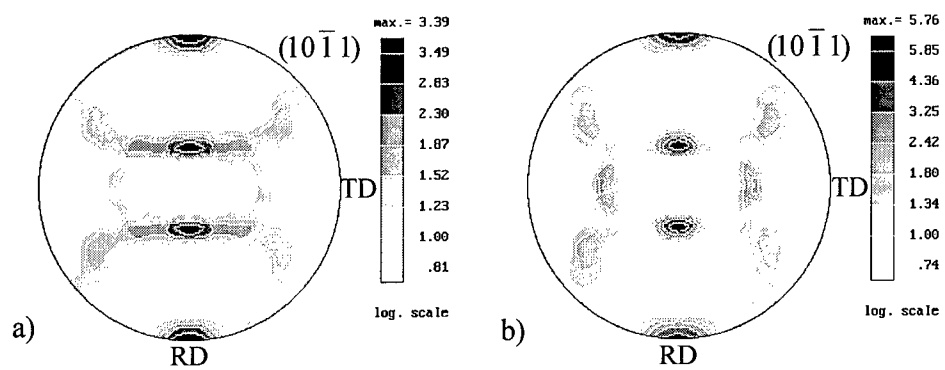 max.= 3.39
(10 1̅ 1)
3.49
2.83
2.30
1.87
1.52
1.23
1.00
.81
log. scale
TD
RD
a)
max.= 5.76
(10 1̅ 1)
5.85
4.36
3.25
2.42
1.80
1.34
1.00
.74
log. scale
TD
RD
b)